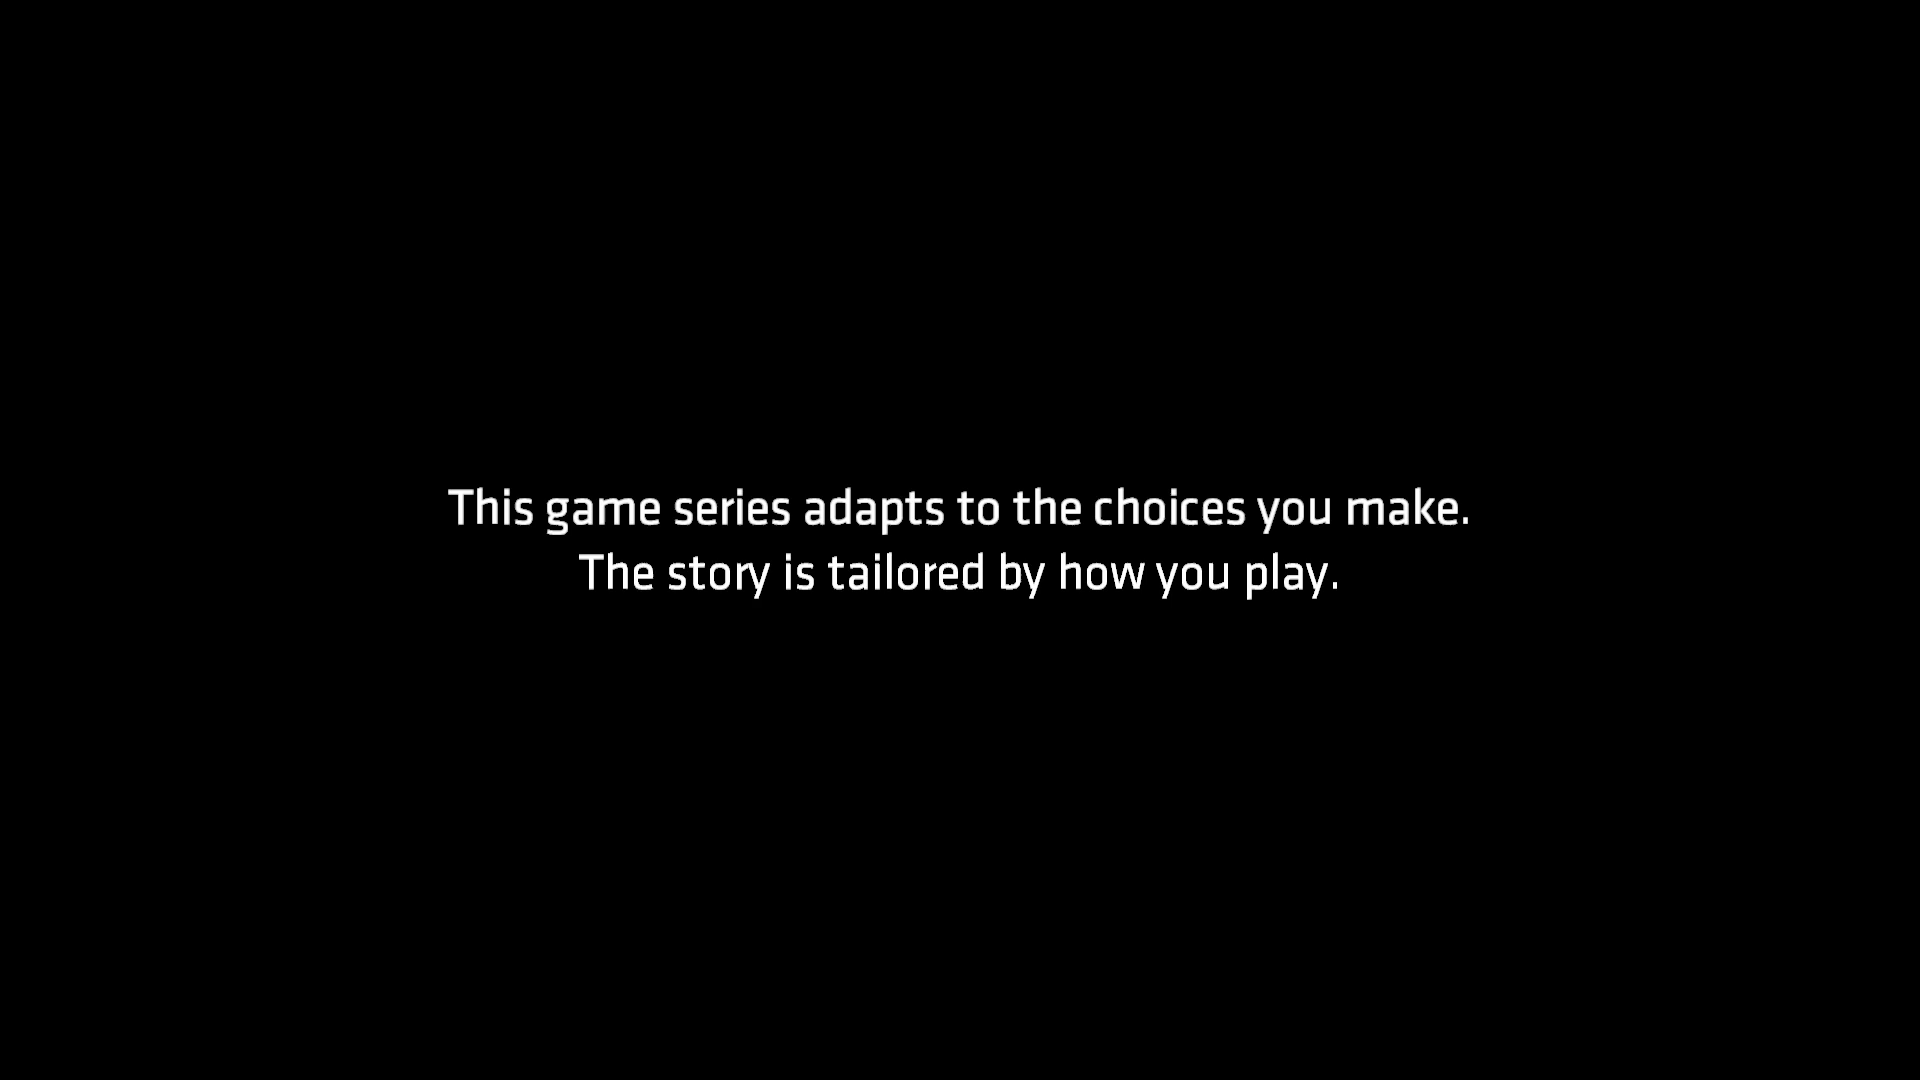 This game series adapts to the choices you make.
The story is tailored by how you play.